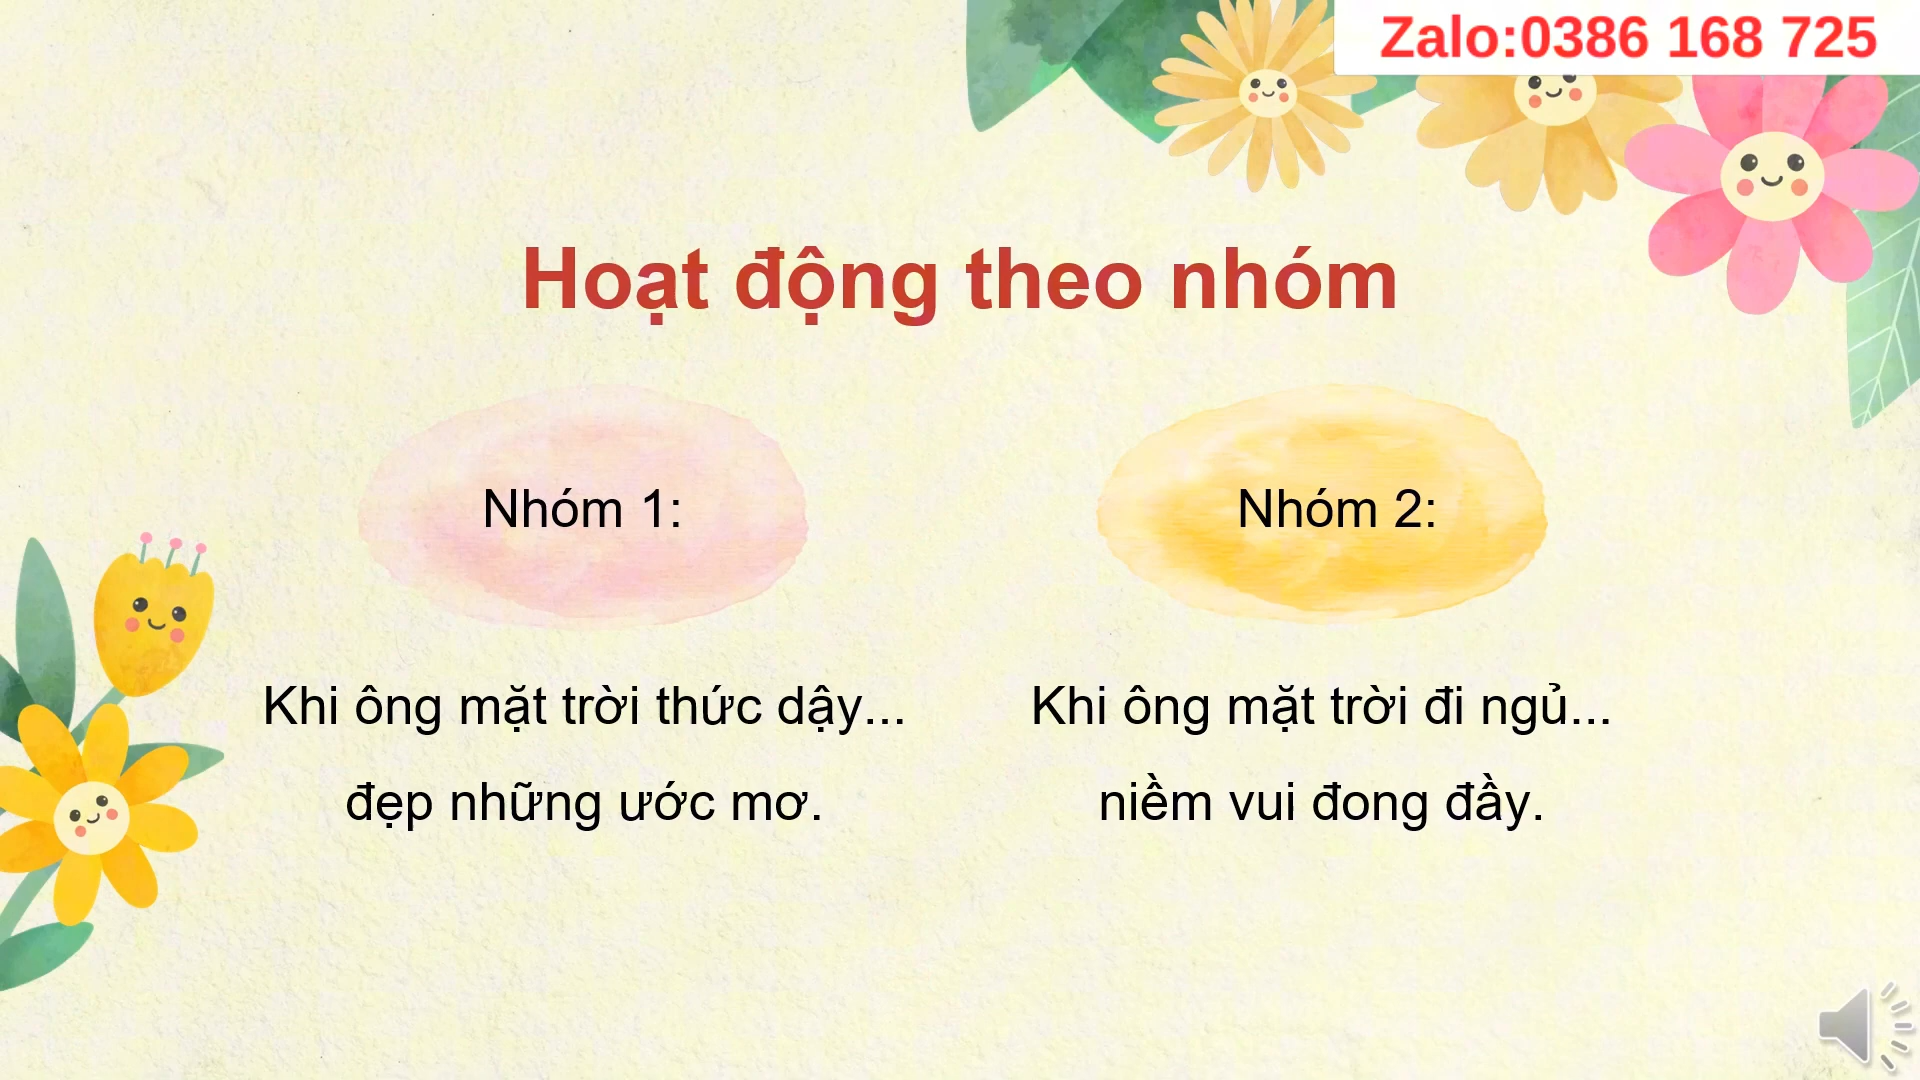 Zalo:0386 168 725
Hoạt động theo nhóm
Nhóm 1:
Khi ông mặt trời thức dậy...
đẹp những ước mơ.
Nhóm 2:
Khi ông mặt trời đi ngủ...
niềm vui đong đầy.